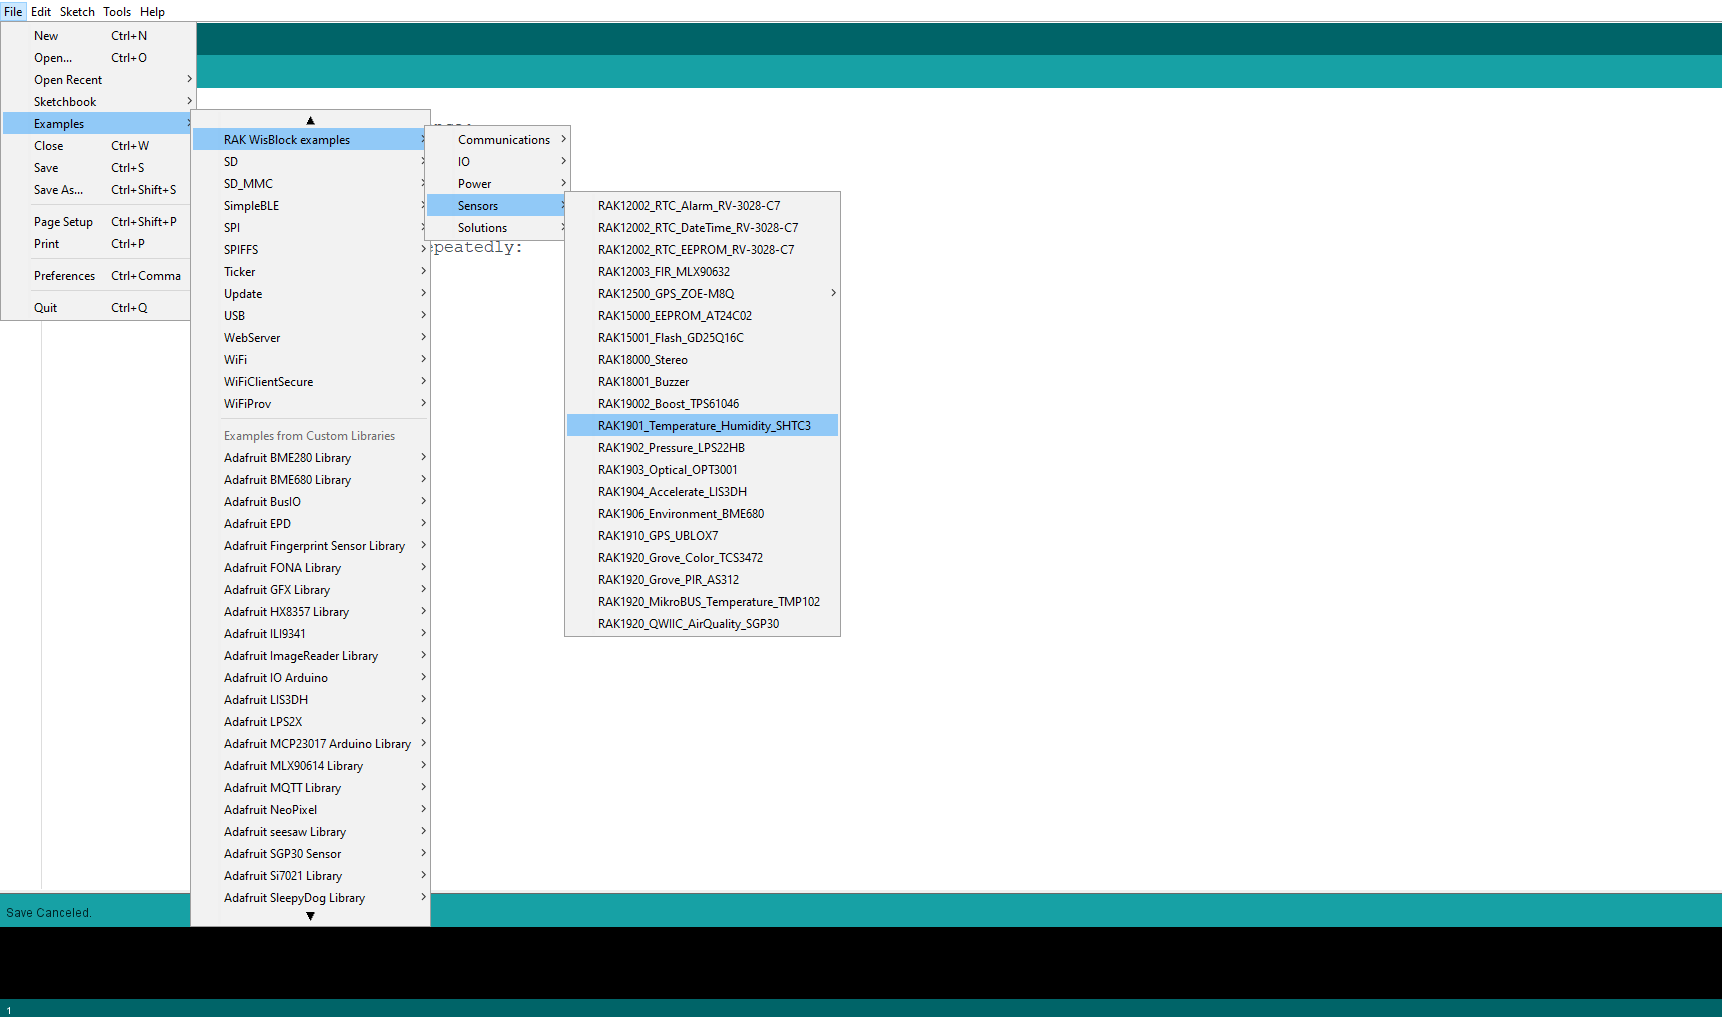 File Edit Sketch Tools Help
New Ctrl+N
Open... Ctrl+O
Open Recent
Sketchbook
Examples
Close Ctrl+W
Save Ctrl+S
Save As... Ctrl+Shift+S
Page Setup Ctrl+Shift+P
Print Ctrl+P
Preferences Ctrl+Comma
Quit Ctrl+Q
RAK WisBlock examples
SD
SD_MMC
SimpleBLE
SPI
SPIFFS
Ticker
Update
USB
WebServer
WiFi
WiFiClientSecure
WiFiProv
Examples from Custom Libraries
Adafruit BME280 Library
Adafruit BME680 Library
Adafruit BusIO
Adafruit EPD
Adafruit Fingerprint Sensor Library
Adafruit FONA Library
Adafruit GFX Library
Adafruit HX8357 Library
Adafruit ILI9341
Adafruit ImageReader Library
Adafruit IO Arduino
Adafruit LIS3DH
Adafruit LPS2X
Adafruit MCP23017 Arduino Library
Adafruit MLX90614 Library
Adafruit MQTT Library
Adafruit NeoPixel
Adafruit seesaw Library
Adafruit SGP30 Sensor
Adafruit Si7021 Library
Adafruit SleepyDog Library
Communications
IO
Power
Sensors
Solutions
epeatedly:
RAK12002_RTC_Alarm_RV-3028-C7
RAK12002_RTC_DateTime_RV-3028-C7
RAK12002_RTC_EEPROM_RV-3028-C7
RAK12003_FIR_MLX90632
RAK12500_GPS_ZOE-M8Q
RAK15000_EEPROM_AT24C02
RAK15001_Flash_GD25Q16C
RAK18000_Stereo
RAK18001_Buzzer
RAK19002_Boost_TPS61046
RAK1901_Temperature_Humidity_SHTC3
RAK1902_Pressure_LPS22HB
RAK1903_Optical_OPT3001
RAK1904_Accelerate_LIS3DH
RAK1906_Environment_BME680
RAK1910_GPS_UBLOX7
RAK1920_Grove_Color_TCS3472
RAK1920_Grove_PIR_AS312
RAK1920_MikroBUS_Temperature_TMP102
RAK1920_QWIIC_AirQuality_SGP30
Save Canceled.
1